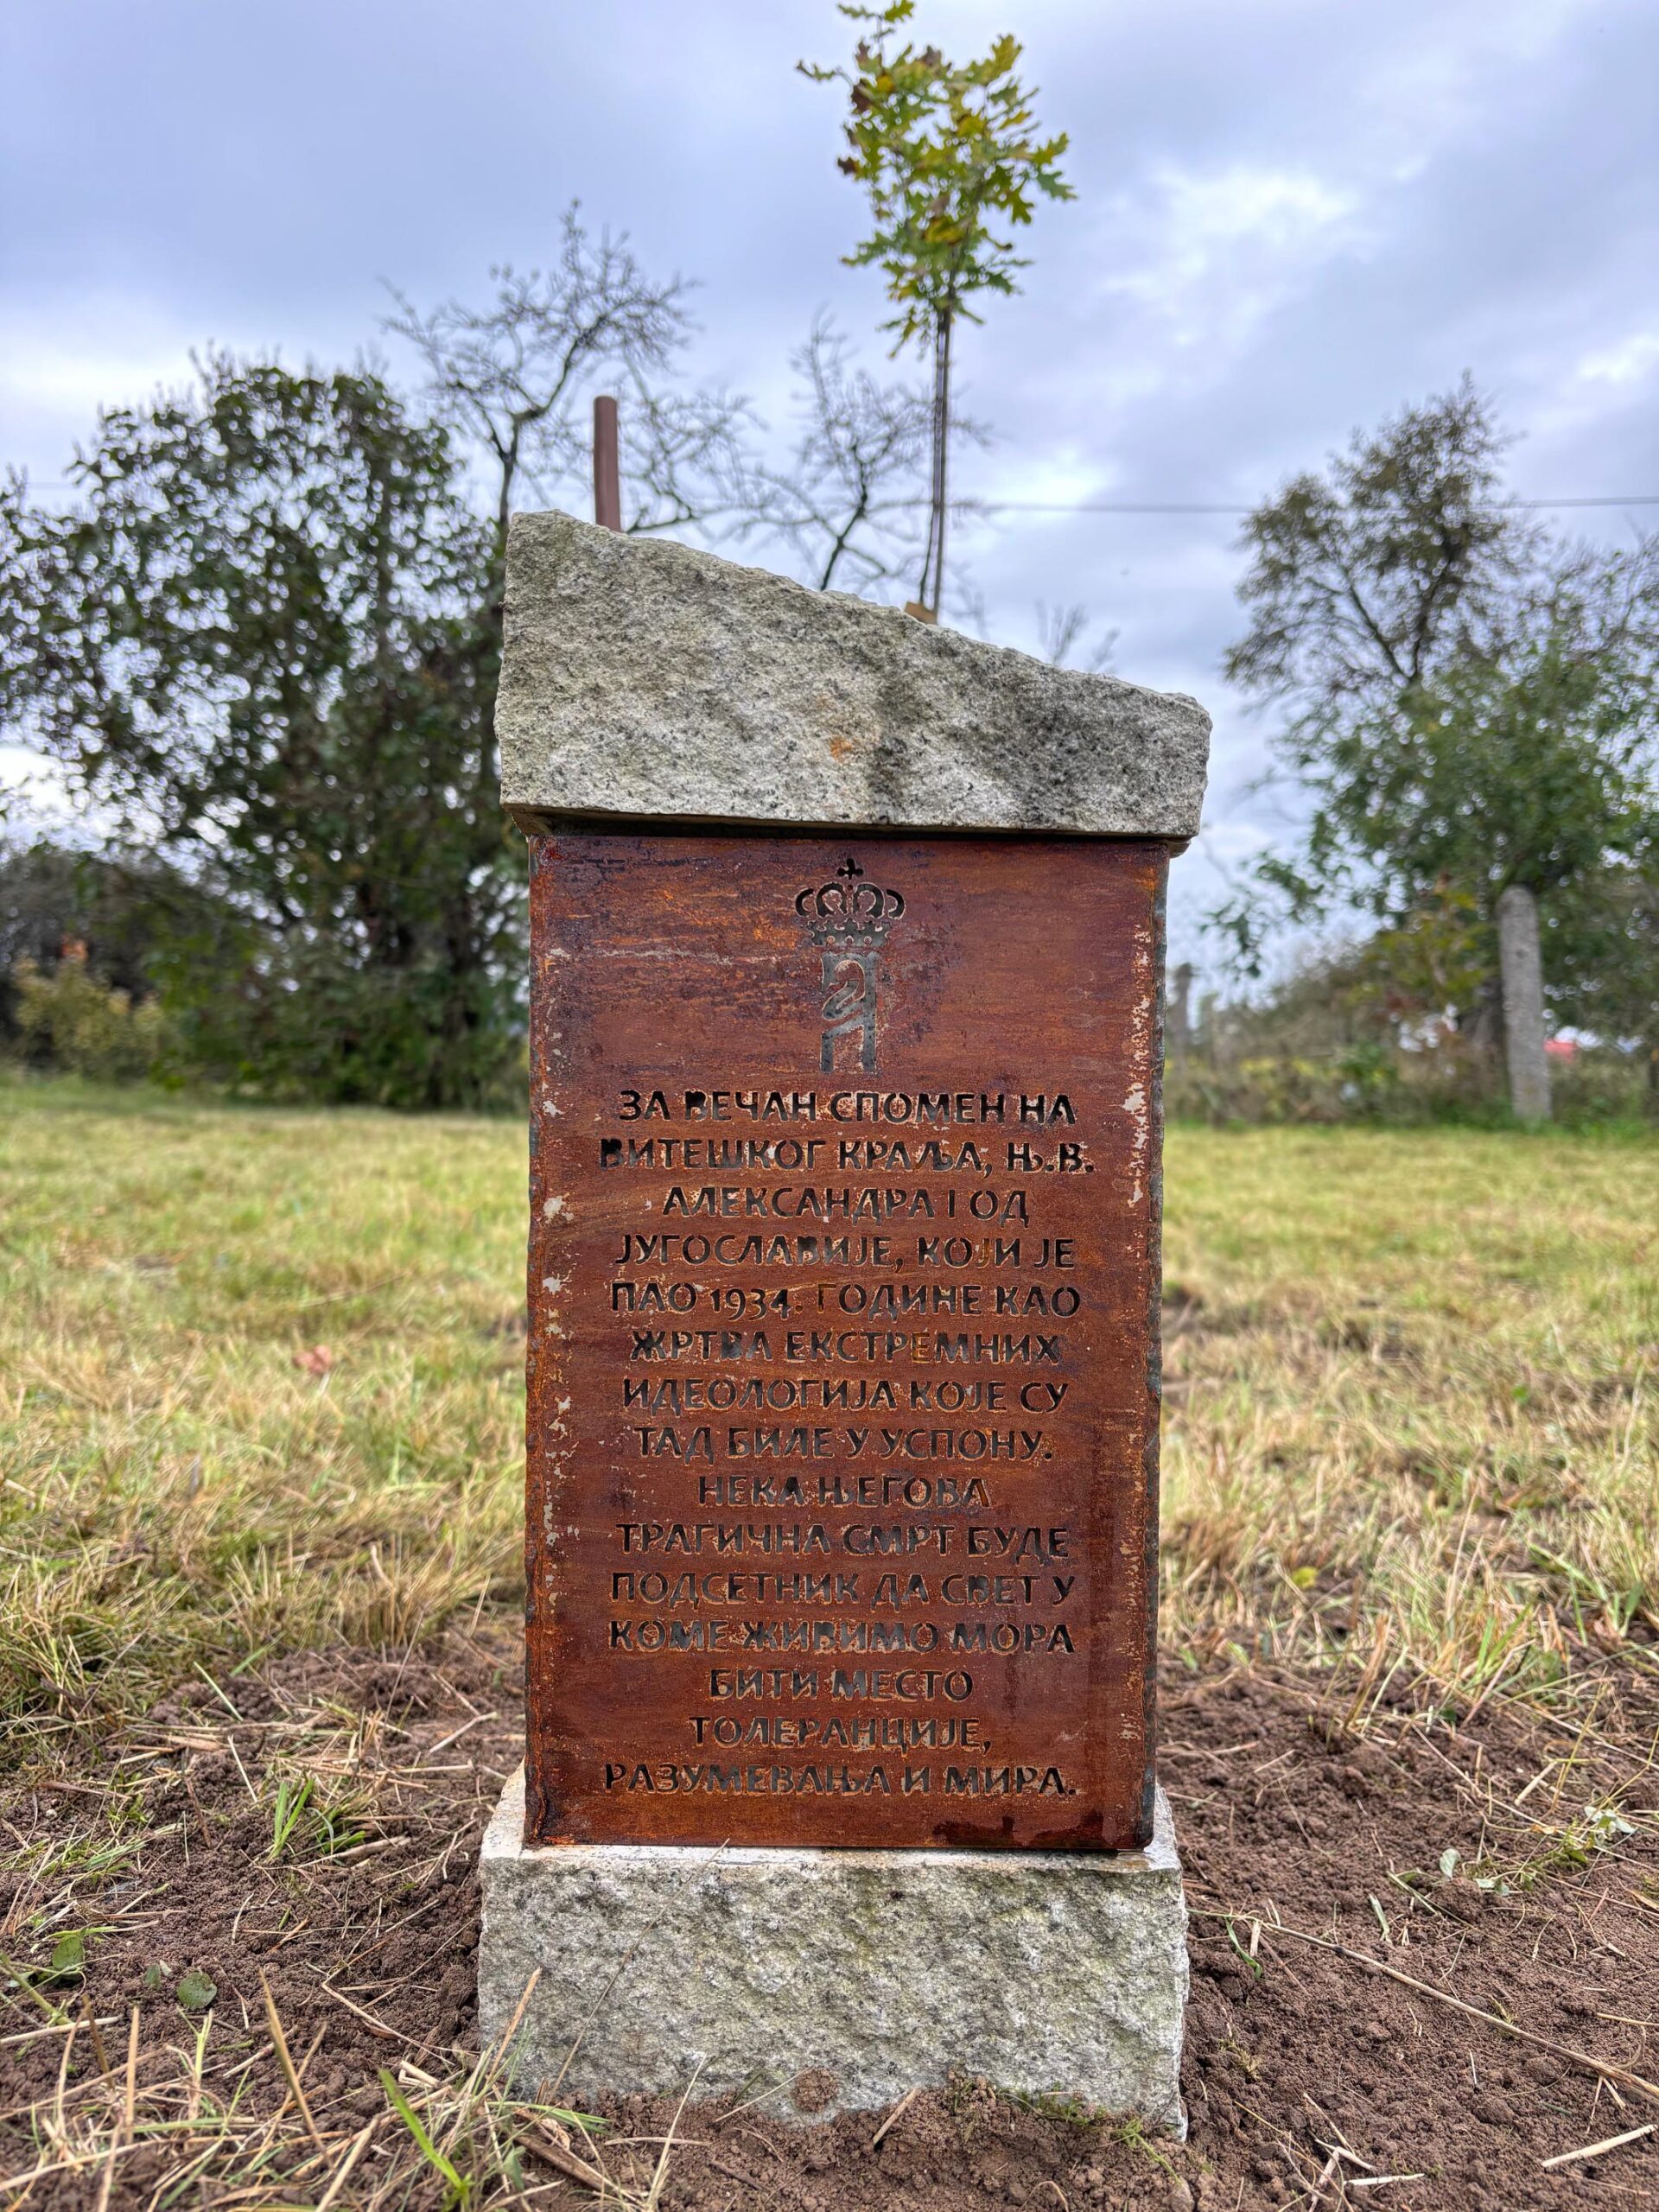 ЗА ВЕЧАН СПОМЕН НА
ВИТЕШКОГ КРАЉА, Њ.В.
АЛЕКСАНДРА I ОД
ЈУГОСЛАВИЈЕ, КОЈИ ЈЕ
ПАО 1934. ГОДИНЕ КАО
ЖРТВА ЕКСТРЕМНИХ
ИДЕОЛОГИЈА КОЈЕ СУ
ТАД БИЛЕ У УСПОНУ.
НЕКА ЊЕГОВА
ТРАГИЧНА СМРТ БУДЕ
ПОДСЕТНИК ДА СВЕТ У
КОМЕ ЖИВИМО МОРА
БИТИ МЕСТО
ТОЛЕРАНЦИЈЕ,
РАЗУМЕВАЊА И МИРА.